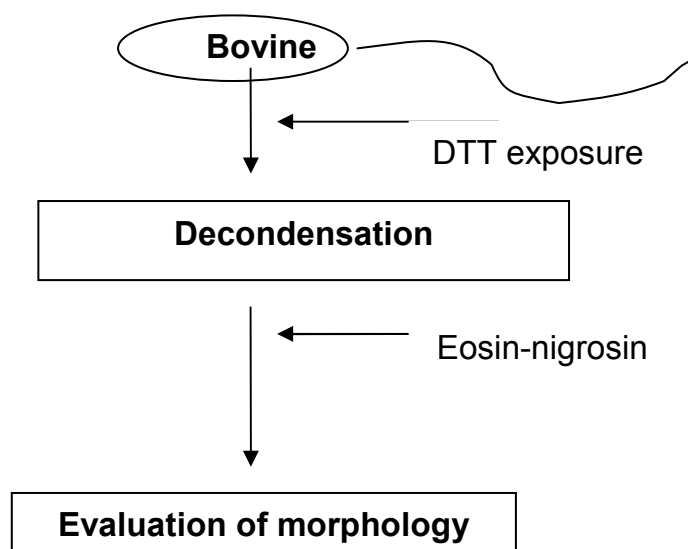 Bovine
DTT exposure
Decondensation
Eosin-nigrosin
Evaluation of morphology